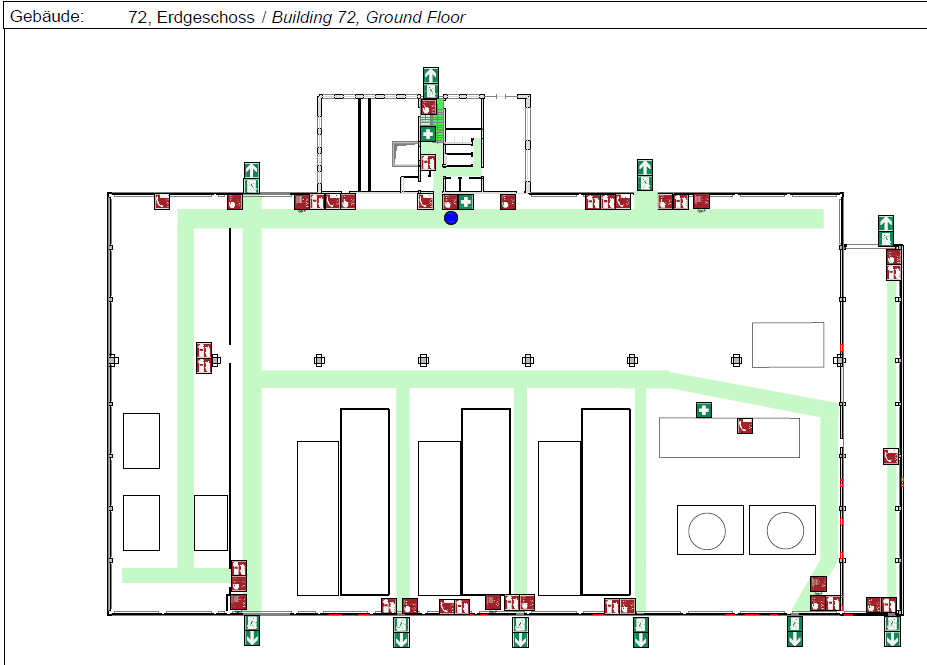 Gebäude: 72, Erdgeschoss / Building 72, Ground Floor